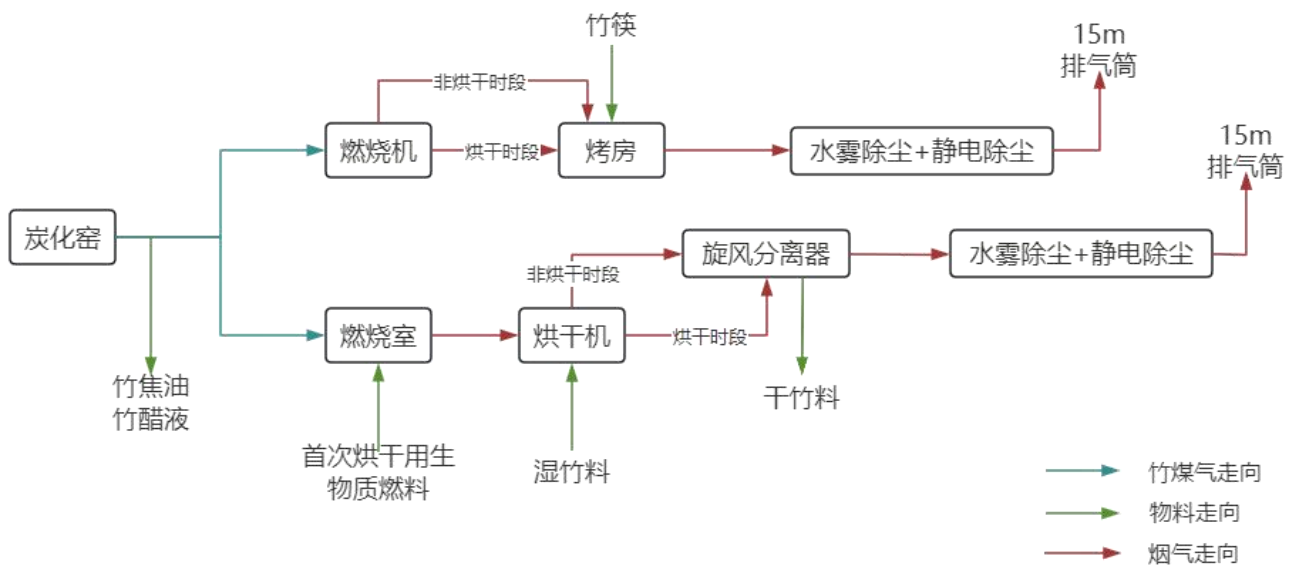 竹筷
15m
排气筒
非烘干时段
燃烧机
烘干时段
烤房
水雾除尘+静电除尘
15m
排气筒
炭化窑
旋风分离器
水雾除尘+静电除尘
非烘干时段
燃烧室
烘干机
烘干时段
竹焦油
竹醋液
干竹料
首次烘干用生
物质燃料
湿竹料
竹煤气走向
物料走向
烟气走向